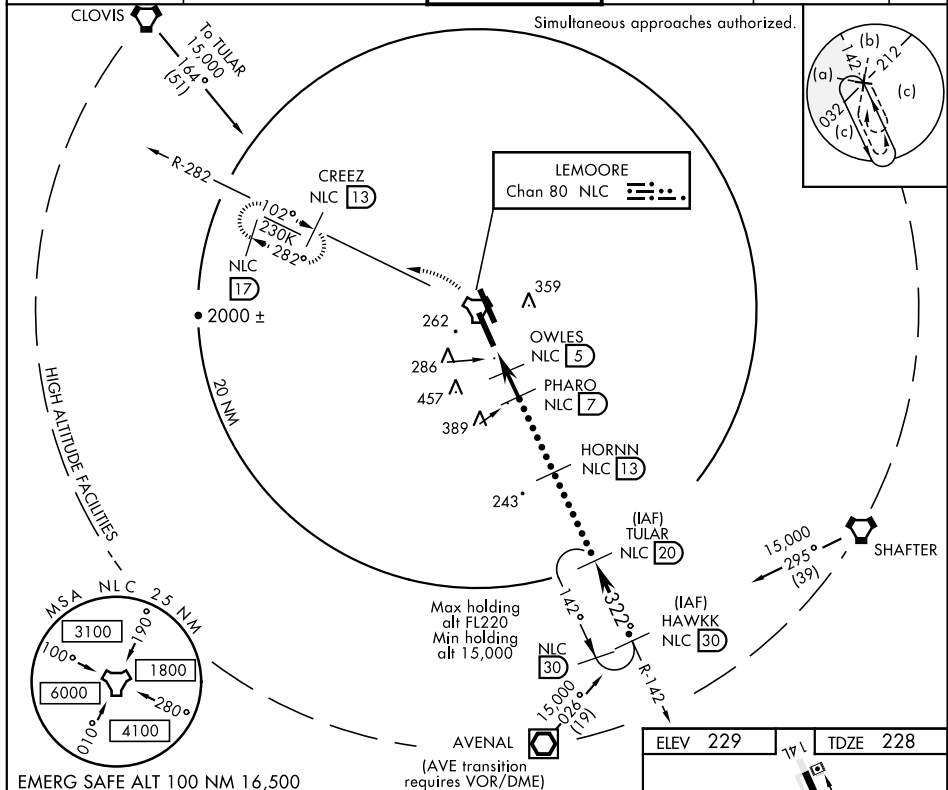 CLOVIS
Simultaneous approaches authorized.
To TULAR
15,000
164°
(51)
(a)
142
(b)
212
(c)
032
(c)
R-282
CREEZ
NLC 13
102°
230K
282°
NLC
17
LEMOORE
Chan 80 NLC
2000 ±
359
262
286
457
389
OWLES
NLC 5
PHARO
NLC 7
HORNN
NLC 13
243
20 NM
HIGH ALTITUDE FACILITIES
(IAF)
TULAR
NLC 20
15,000
295°
(39)
SHAFTER
Max holding
alt FL220
Min holding
alt 15,000
142°
322°
(IAF)
HAWKK
NLC 30
NLC
30
R-142
15,000
026°
(19)
AVENAL
(AVE transition
requires VOR/DME)
MSA NLC 25 NM
3100
190°
100°
1800
6000
280°
010°
4100
EMERG SAFE ALT 100 NM 16,500
ELEV 229
TDZE 228
14L